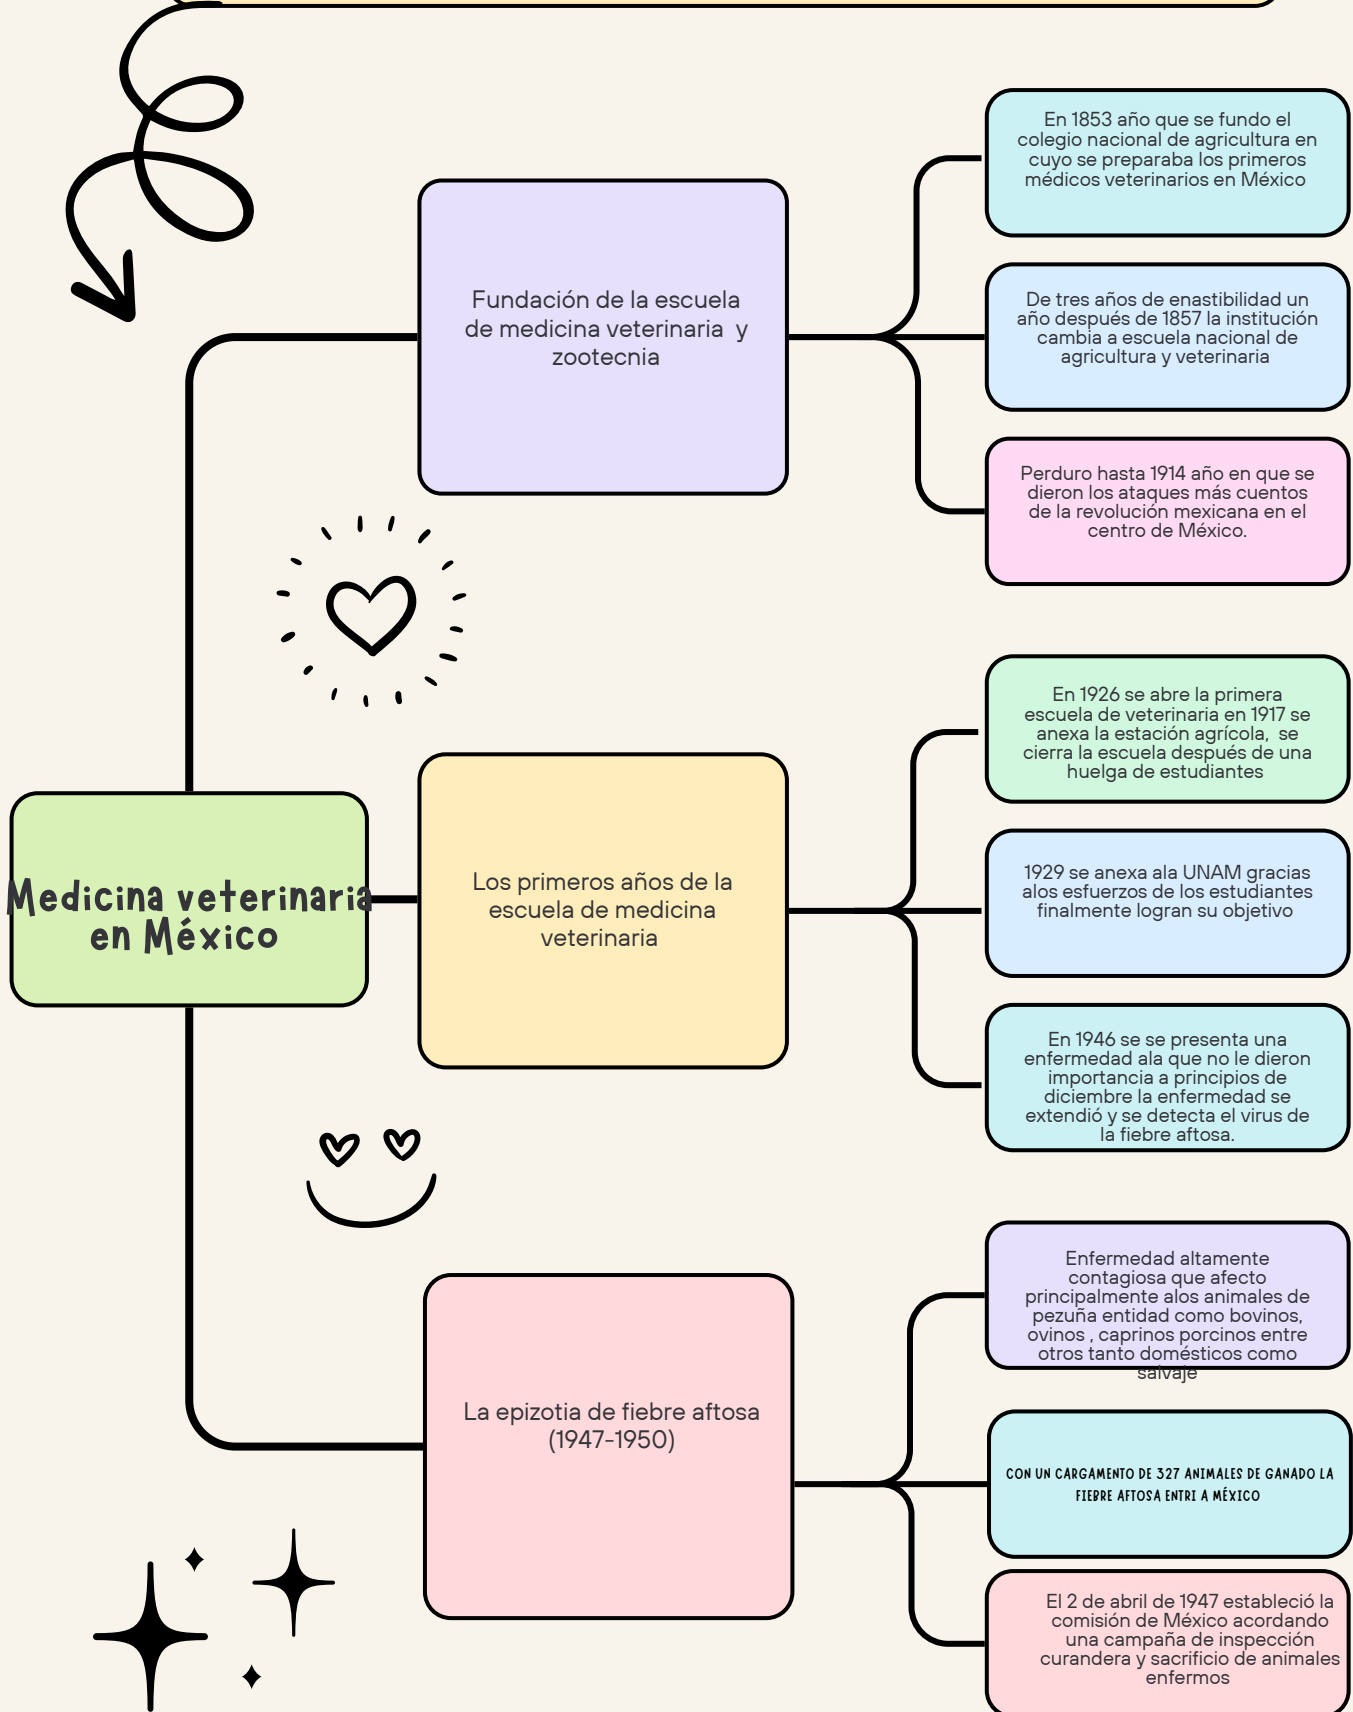 En 1853 año que se fundo el
colegio nacional de agricultura en
cuyo se preparaba los primeros
médicos veterinarios en México
Fundación de la escuela
de medicina veterinaria y
zootecnia
De tres años de enastibilidad un
año después de 1857 la institución
cambia a escuela nacional de
agricultura y veterinaria
Perduro hasta 1914 año en que se
dieron los ataques más cuentos
de la revolución mexicana en el
centro de México.
En 1926 se abre la primera
escuela de veterinaria en 1917 se
anexa la estación agrícola, se
cierra la escuela después de una
huelga de estudiantes
Medicina veterinaria
en México
Los primeros años de la
escuela de medicina
veterinaria
1929 se anexa ala UNAM gracias
alos esfuerzos de los estudiantes
finalmente logran su objetivo
En 1946 se se presenta una
enfermedad ala que no le dieron
importancia a principios de
diciembre la enfermedad se
extendió y se detecta el virus de
la fiebre aftosa.
Enfermedad altamente
contagiosa que afecto
principalmente alos animales de
pezuña entidad como bovinos,
ovinos , caprinos porcinos entre
otros tanto domésticos como
salvaje
La epizotia de fiebre aftosa
(1947-1950)
CON UN CARGAMENTO DE 327 ANIMALES DE GANADO LA
FIEBRE AFTOSA ENTRI A MÉXICO
El 2 de abril de 1947 estableció la
comisión de México acordando
una campaña de inspección
curandera y sacrificio de animales
enfermos